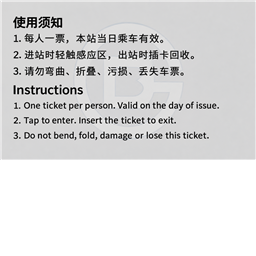 使用须知
1. 每人一票，本站当日乘车有效。
2. 进站时轻触感应区，出站时插卡回收。
3. 请勿弯曲、折叠、污损、丢失车票。
Instructions
1. One ticket per person. Valid on the day of issue.
2. Tap to enter. Insert the ticket to exit.
3. Do not bend, fold, damage or lose this ticket.